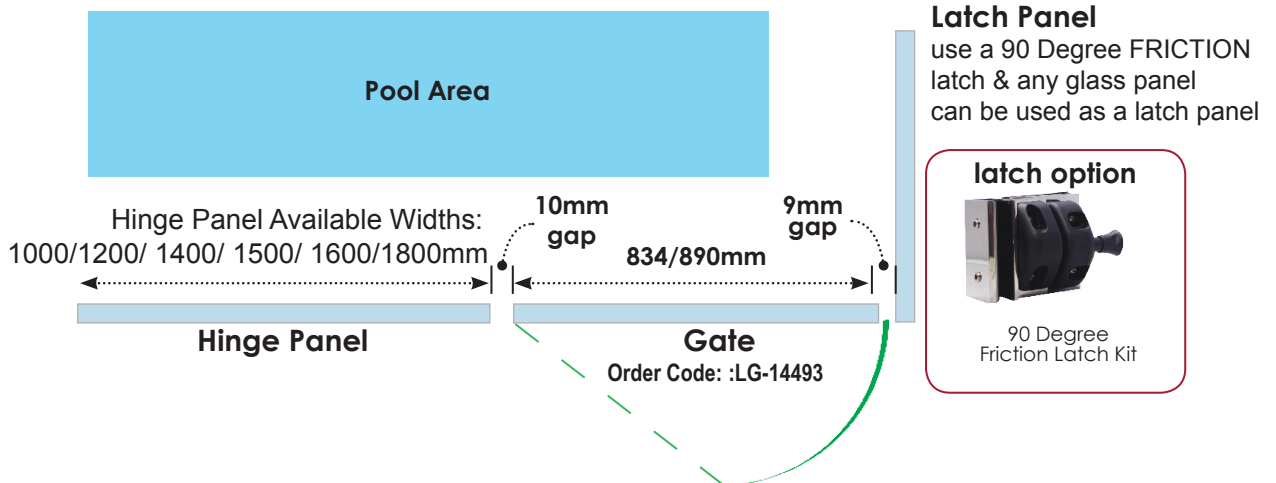 Latch Panel
use a 90 Degree FRICTION
latch & any glass panel
can be used as a latch panel
Pool Area
latch option
Hinge Panel Available Widths:
1000/1200/ 1400/ 1500/ 1600/1800mm
10mm
gap
834/890mm
9mm
gap
90 Degree
Friction Latch Kit
Hinge Panel
Gate
Order Code: :LG-14493